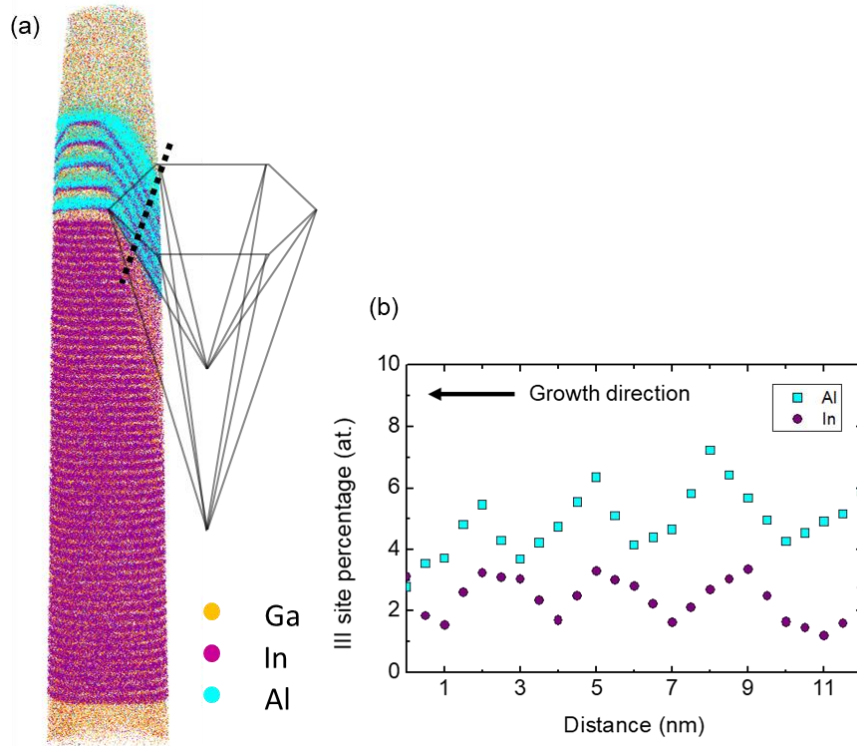 (a)
Ga
In
Al
(b)
10
8
6
4
2
0
Growth direction
Al
In
III site percentage (at.)
1 3 5 7 9 11
Distance (nm)